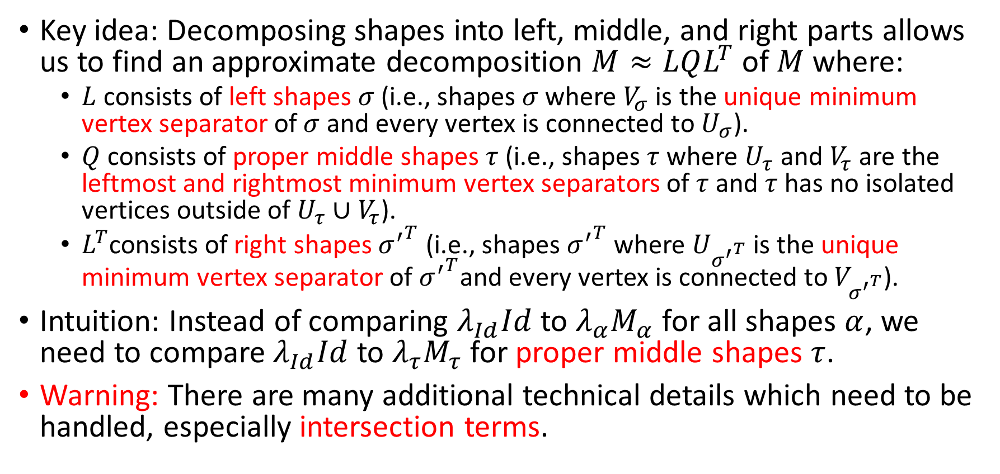 • Key idea: Decomposing shapes into left, middle, and right parts allows
us to find an approximate decomposition $M \approx LQL^T$ of $M$ where:
• $L$ consists of left shapes $\sigma$ (i.e., shapes $\sigma$ where $V_\sigma$ is the unique minimum
vertex separator of $\sigma$ and every vertex is connected to $U_\sigma$).
• $Q$ consists of proper middle shapes $\tau$ (i.e., shapes $\tau$ where $U_\tau$ and $V_\tau$ are the
leftmost and rightmost minimum vertex separators of $\tau$ and $\tau$ has no isolated
vertices outside of $U_\tau \cup V_\tau$).
• $L^T$consists of right shapes $\sigma'^T$ (i.e., shapes $\sigma'^T$ where $U_{\sigma'^T}$ is the unique
minimum vertex separator of $\sigma'^T$and every vertex is connected to $V_{\sigma'^T}$).
• Intuition: Instead of comparing $\lambda_{Id}Id$ to $\lambda_\alpha M_\alpha$ for all shapes $\alpha$, we
need to compare $\lambda_{Id}Id$ to $\lambda_\tau M_\tau$ for proper middle shapes $\tau$.
• Warning: There are many additional technical details which need to be
handled, especially intersection terms.